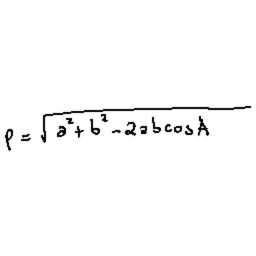 p = √(a² + b² - 2abcosA)